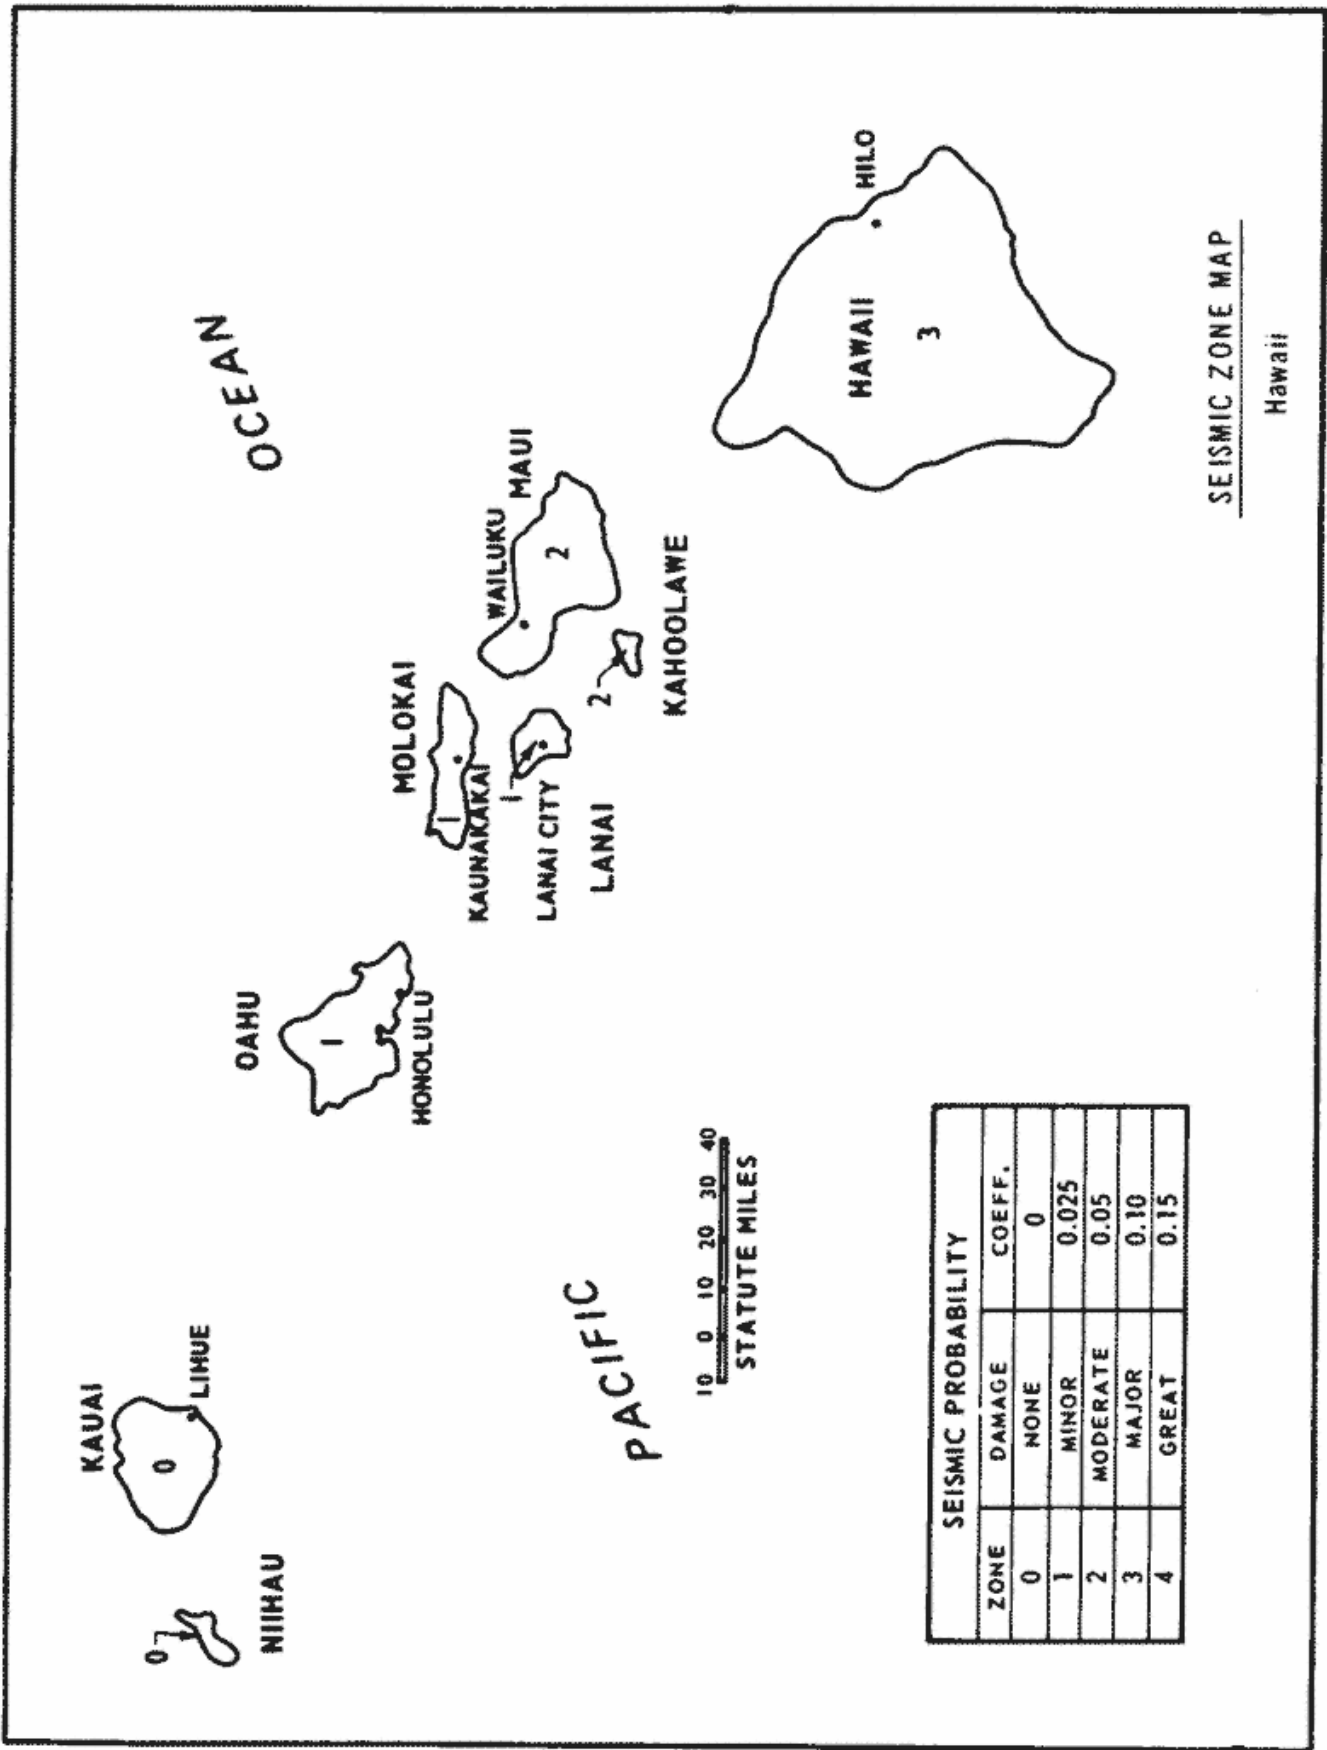 OCEAN
KAUAI
0
LIHUE
0
NIIHAU
OAHU
1
HONOLULU
MOLOKAI
1
KAUNAKAKAI
1
LANAI CITY
LANAI
WAILUKU
MAUI
2
2
KAHOOLAWE
HAWAII
3
HILO
PACIFIC
10 0 10 20 30 40
STATUTE MILES
SEISMIC PROBABILITY
ZONE DAMAGE COEFF.
0 NONE 0
1 MINOR 0.025
2 MODERATE 0.05
3 MAJOR 0.10
4 GREAT 0.15
SEISMIC ZONE MAP
Hawaii